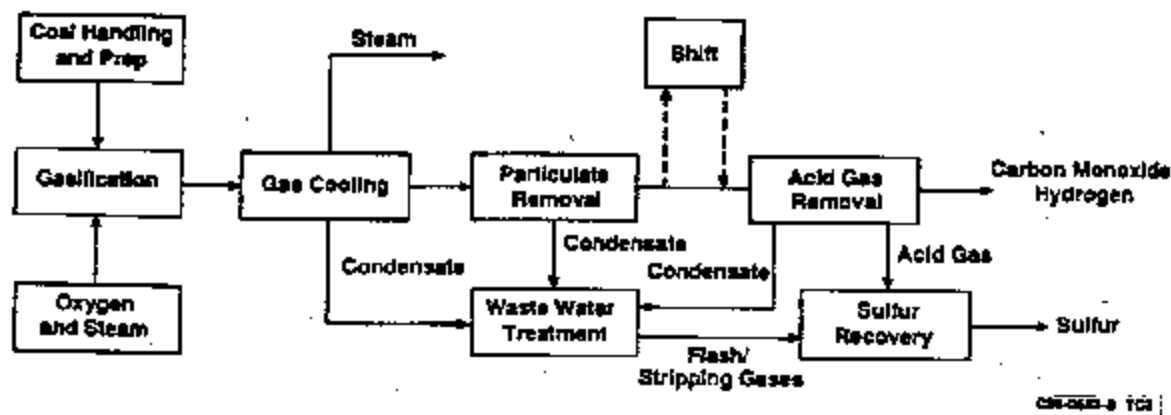 Coal Handling
and Prep
Steam
Shift
Gasification
Gas Cooling
Particulate
Removal
Acid Gas
Removal
Carbon Monoxide
Hydrogen
Condensate
Condensate
Condensate
Acid Gas
Oxygen
and Steam
Waste Water
Treatment
Sulfur
Recovery
Sulfur
Flash/
Stripping Gases